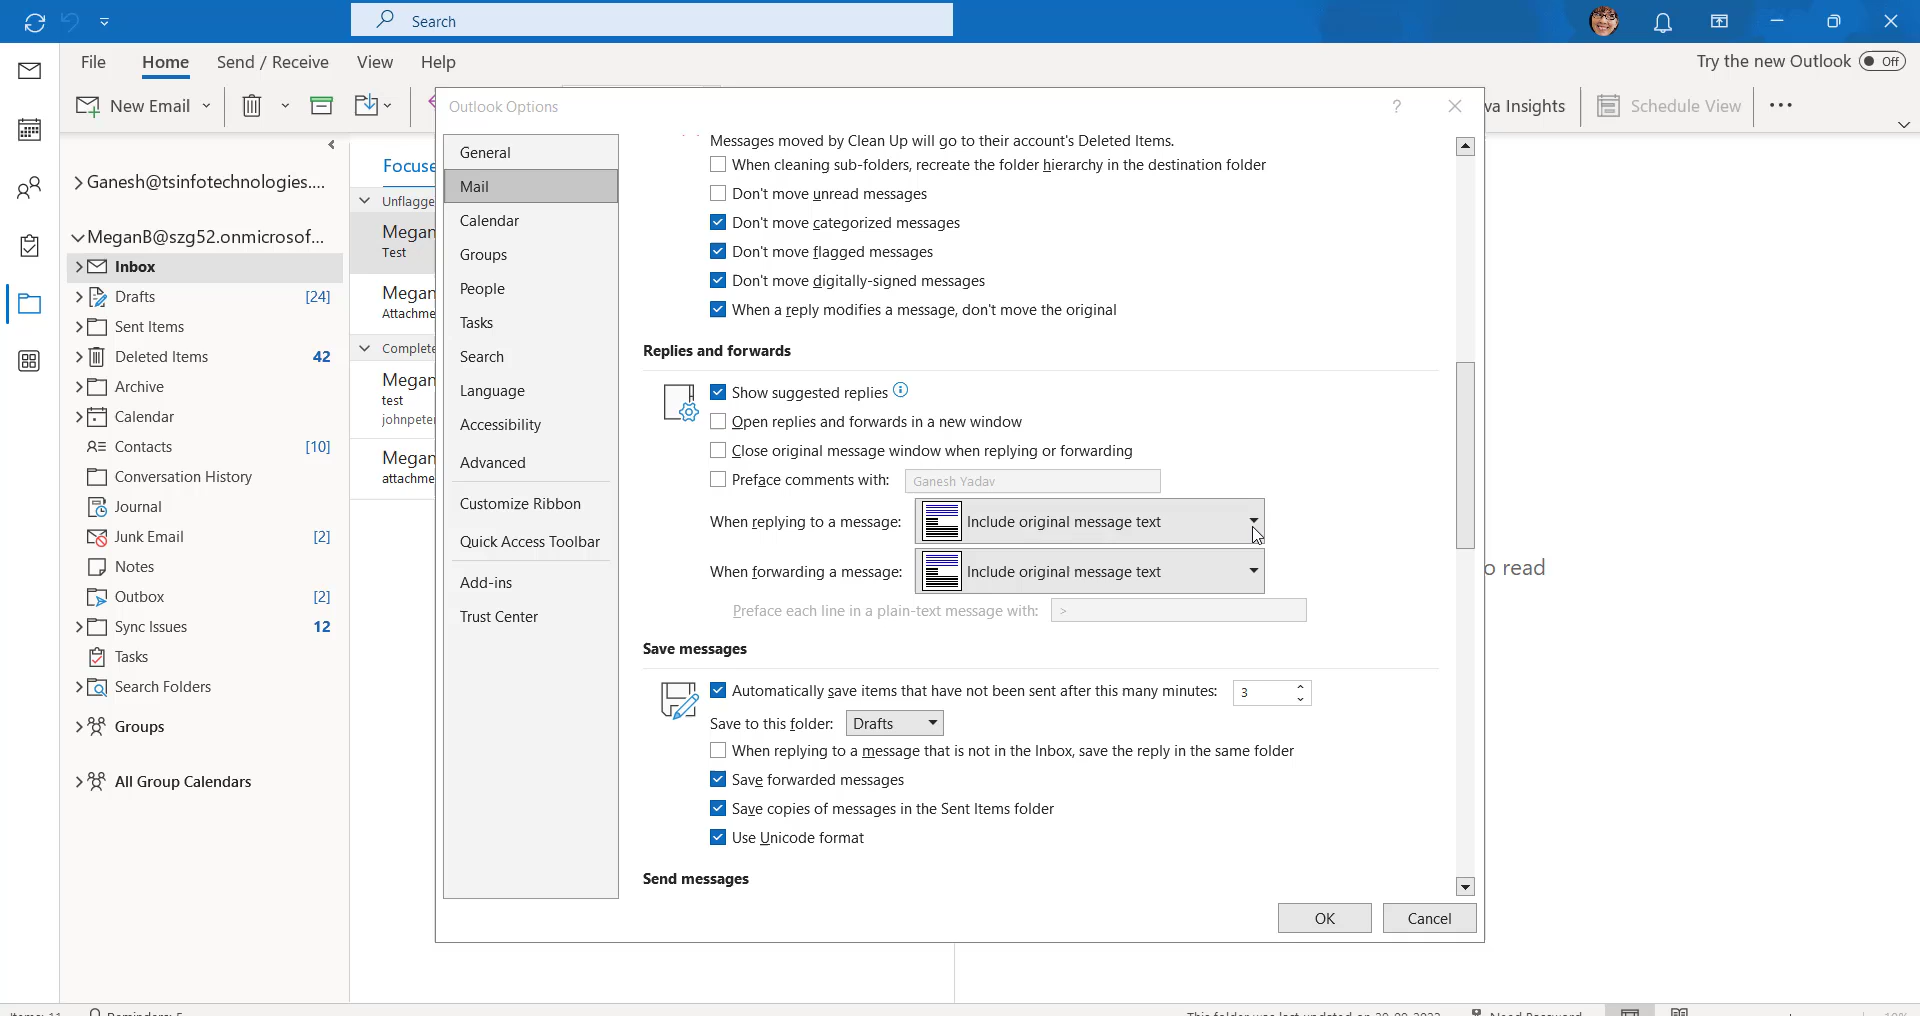 Search
File Home Send / Receive View Help
Try the new Outlook Off
New Email
va Insights Schedule View
Ganesh@tsinfotechnologies....
MeganB@szg52.onmicrosof...
Inbox
Drafts [24]
Sent Items
Deleted Items 42
Archive
Calendar
Contacts [10]
Conversation History
Journal
Junk Email [2]
Notes
Outbox [2]
Sync Issues 12
Tasks
Search Folders
Groups
All Group Calendars
Focuse
Unflagge
Megan
Test
Megan
Attachme
Complete
Megan
test
johnpeter
Megan
attachme
Outlook Options ?
General
Mail
Calendar
Groups
People
Tasks
Search
Language
Accessibility
Advanced
Customize Ribbon
Quick Access Toolbar
Add-ins
Trust Center
Messages moved by Clean Up will go to their account's Deleted Items.
When cleaning sub-folders, recreate the folder hierarchy in the destination folder
Don't move unread messages
Don't move categorized messages
Don't move flagged messages
Don't move digitally-signed messages
When a reply modifies a message, don't move the original
Replies and forwards
Show suggested replies
Open replies and forwards in a new window
Close original message window when replying or forwarding
Preface comments with: Ganesh Yadav
When replying to a message: Include original message text
When forwarding a message: Include original message text
Preface each line in a plain-text message with: >
Save messages
Automatically save items that have not been sent after this many minutes: 3
Save to this folder: Drafts
When replying to a message that is not in the Inbox, save the reply in the same folder
Save forwarded messages
Save copies of messages in the Sent Items folder
Use Unicode format
Send messages
OK Cancel
o read